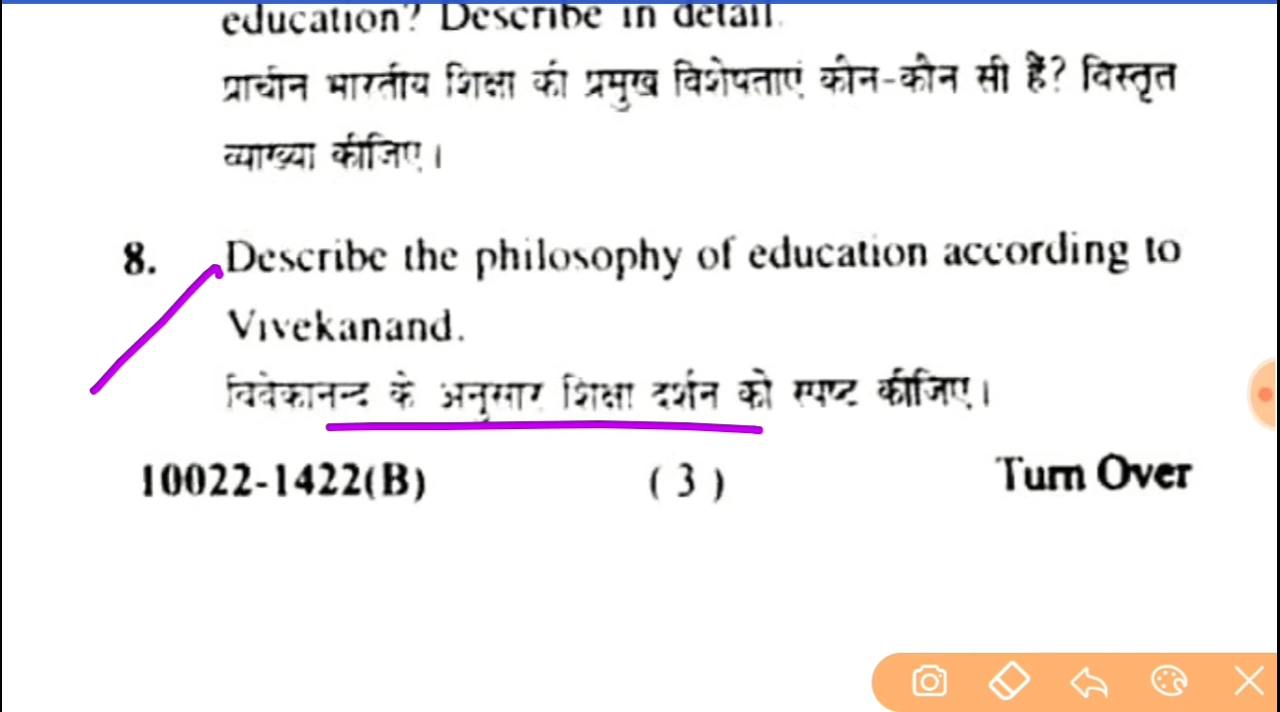 education? Describe in detail.
प्राचीन भारतीय शिक्षा की प्रमुख विशेषताएं कौन-कौन सी हैं? विस्तृत
व्याख्या कीजिए।
8. Describe the philosophy of education according to
Vivekanand.
विवेकानन्द के अनुसार शिक्षा दर्शन को स्पष्ट कीजिए।
10022-1422(B) ( 3 ) Turn Over